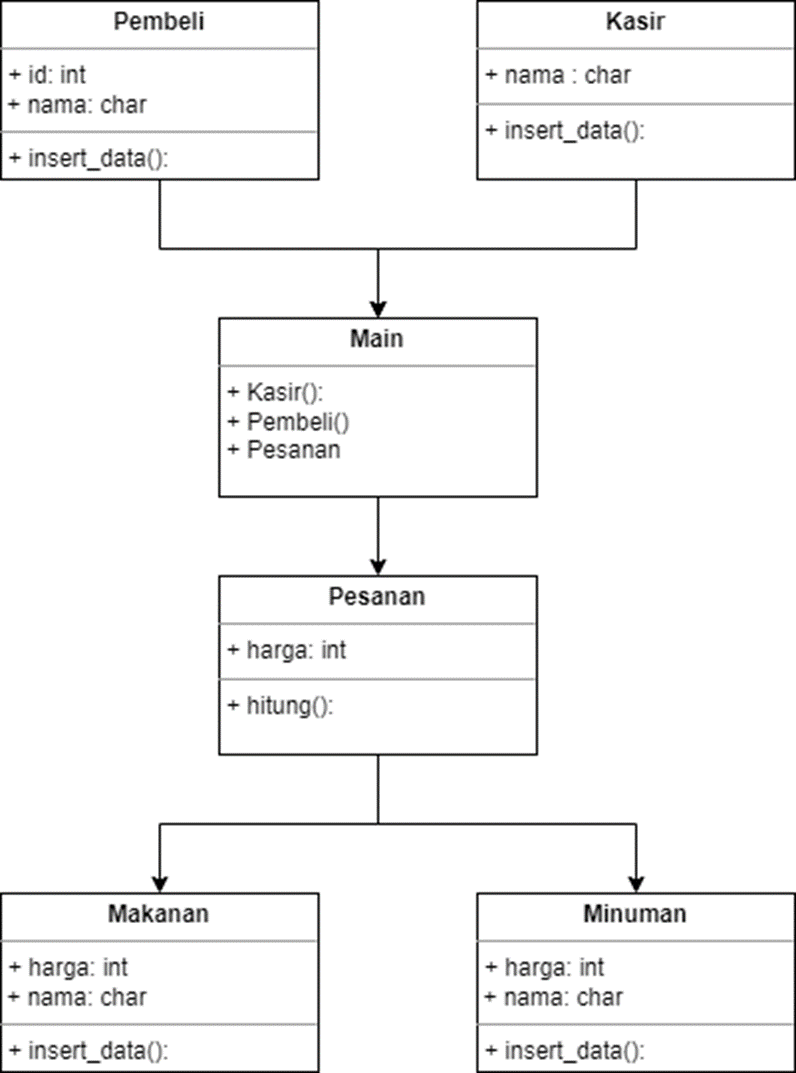 Pembeli
+ id: int
+ nama: char
+ insert_data():
Kasir
+ nama : char
+ insert_data():
Main
+ Kasir():
+ Pembeli()
+ Pesanan
Pesanan
+ harga: int
+ hitung():
Makanan
+ harga: int
+ nama: char
+ insert_data():
Minuman
+ harga: int
+ nama: char
+ insert_data():